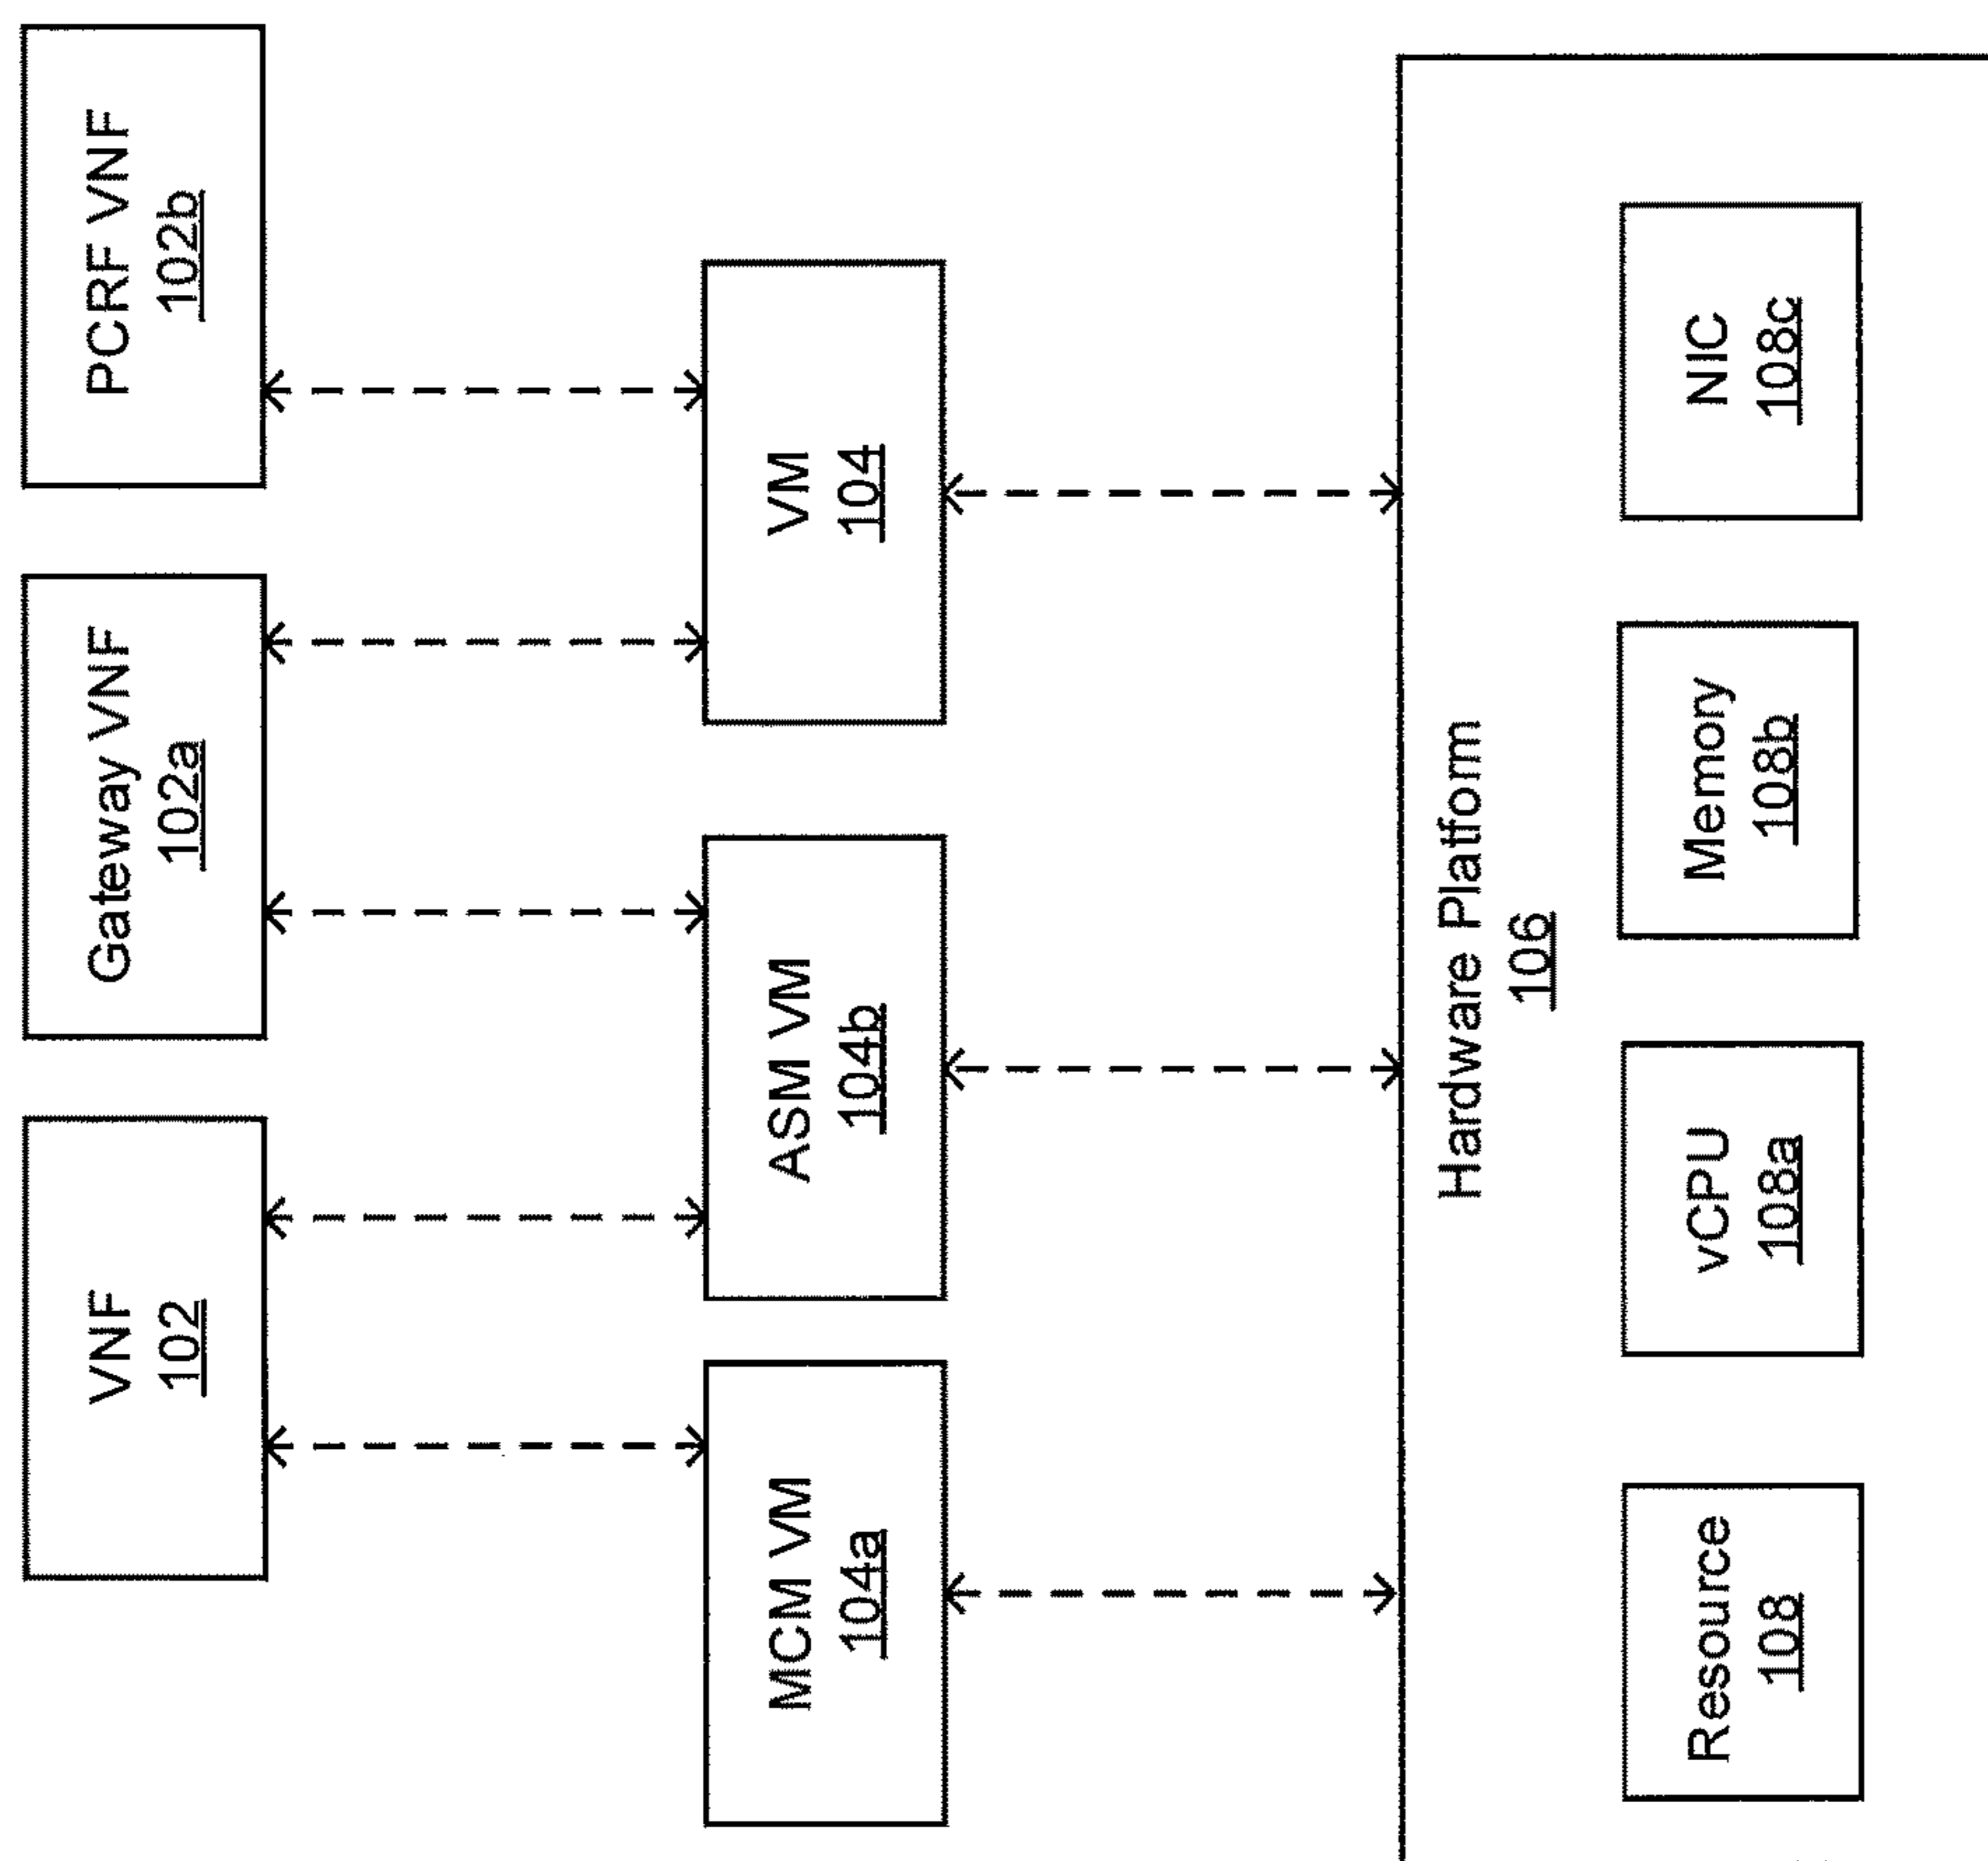 VNF
102
Gateway VNF
102a
PCRF VNF
102b
MCM VM
104a
ASM VM
104b
VM
104
Hardware Platform
106
Resource
108
vCPU
108a
Memory
108b
NIC
108c